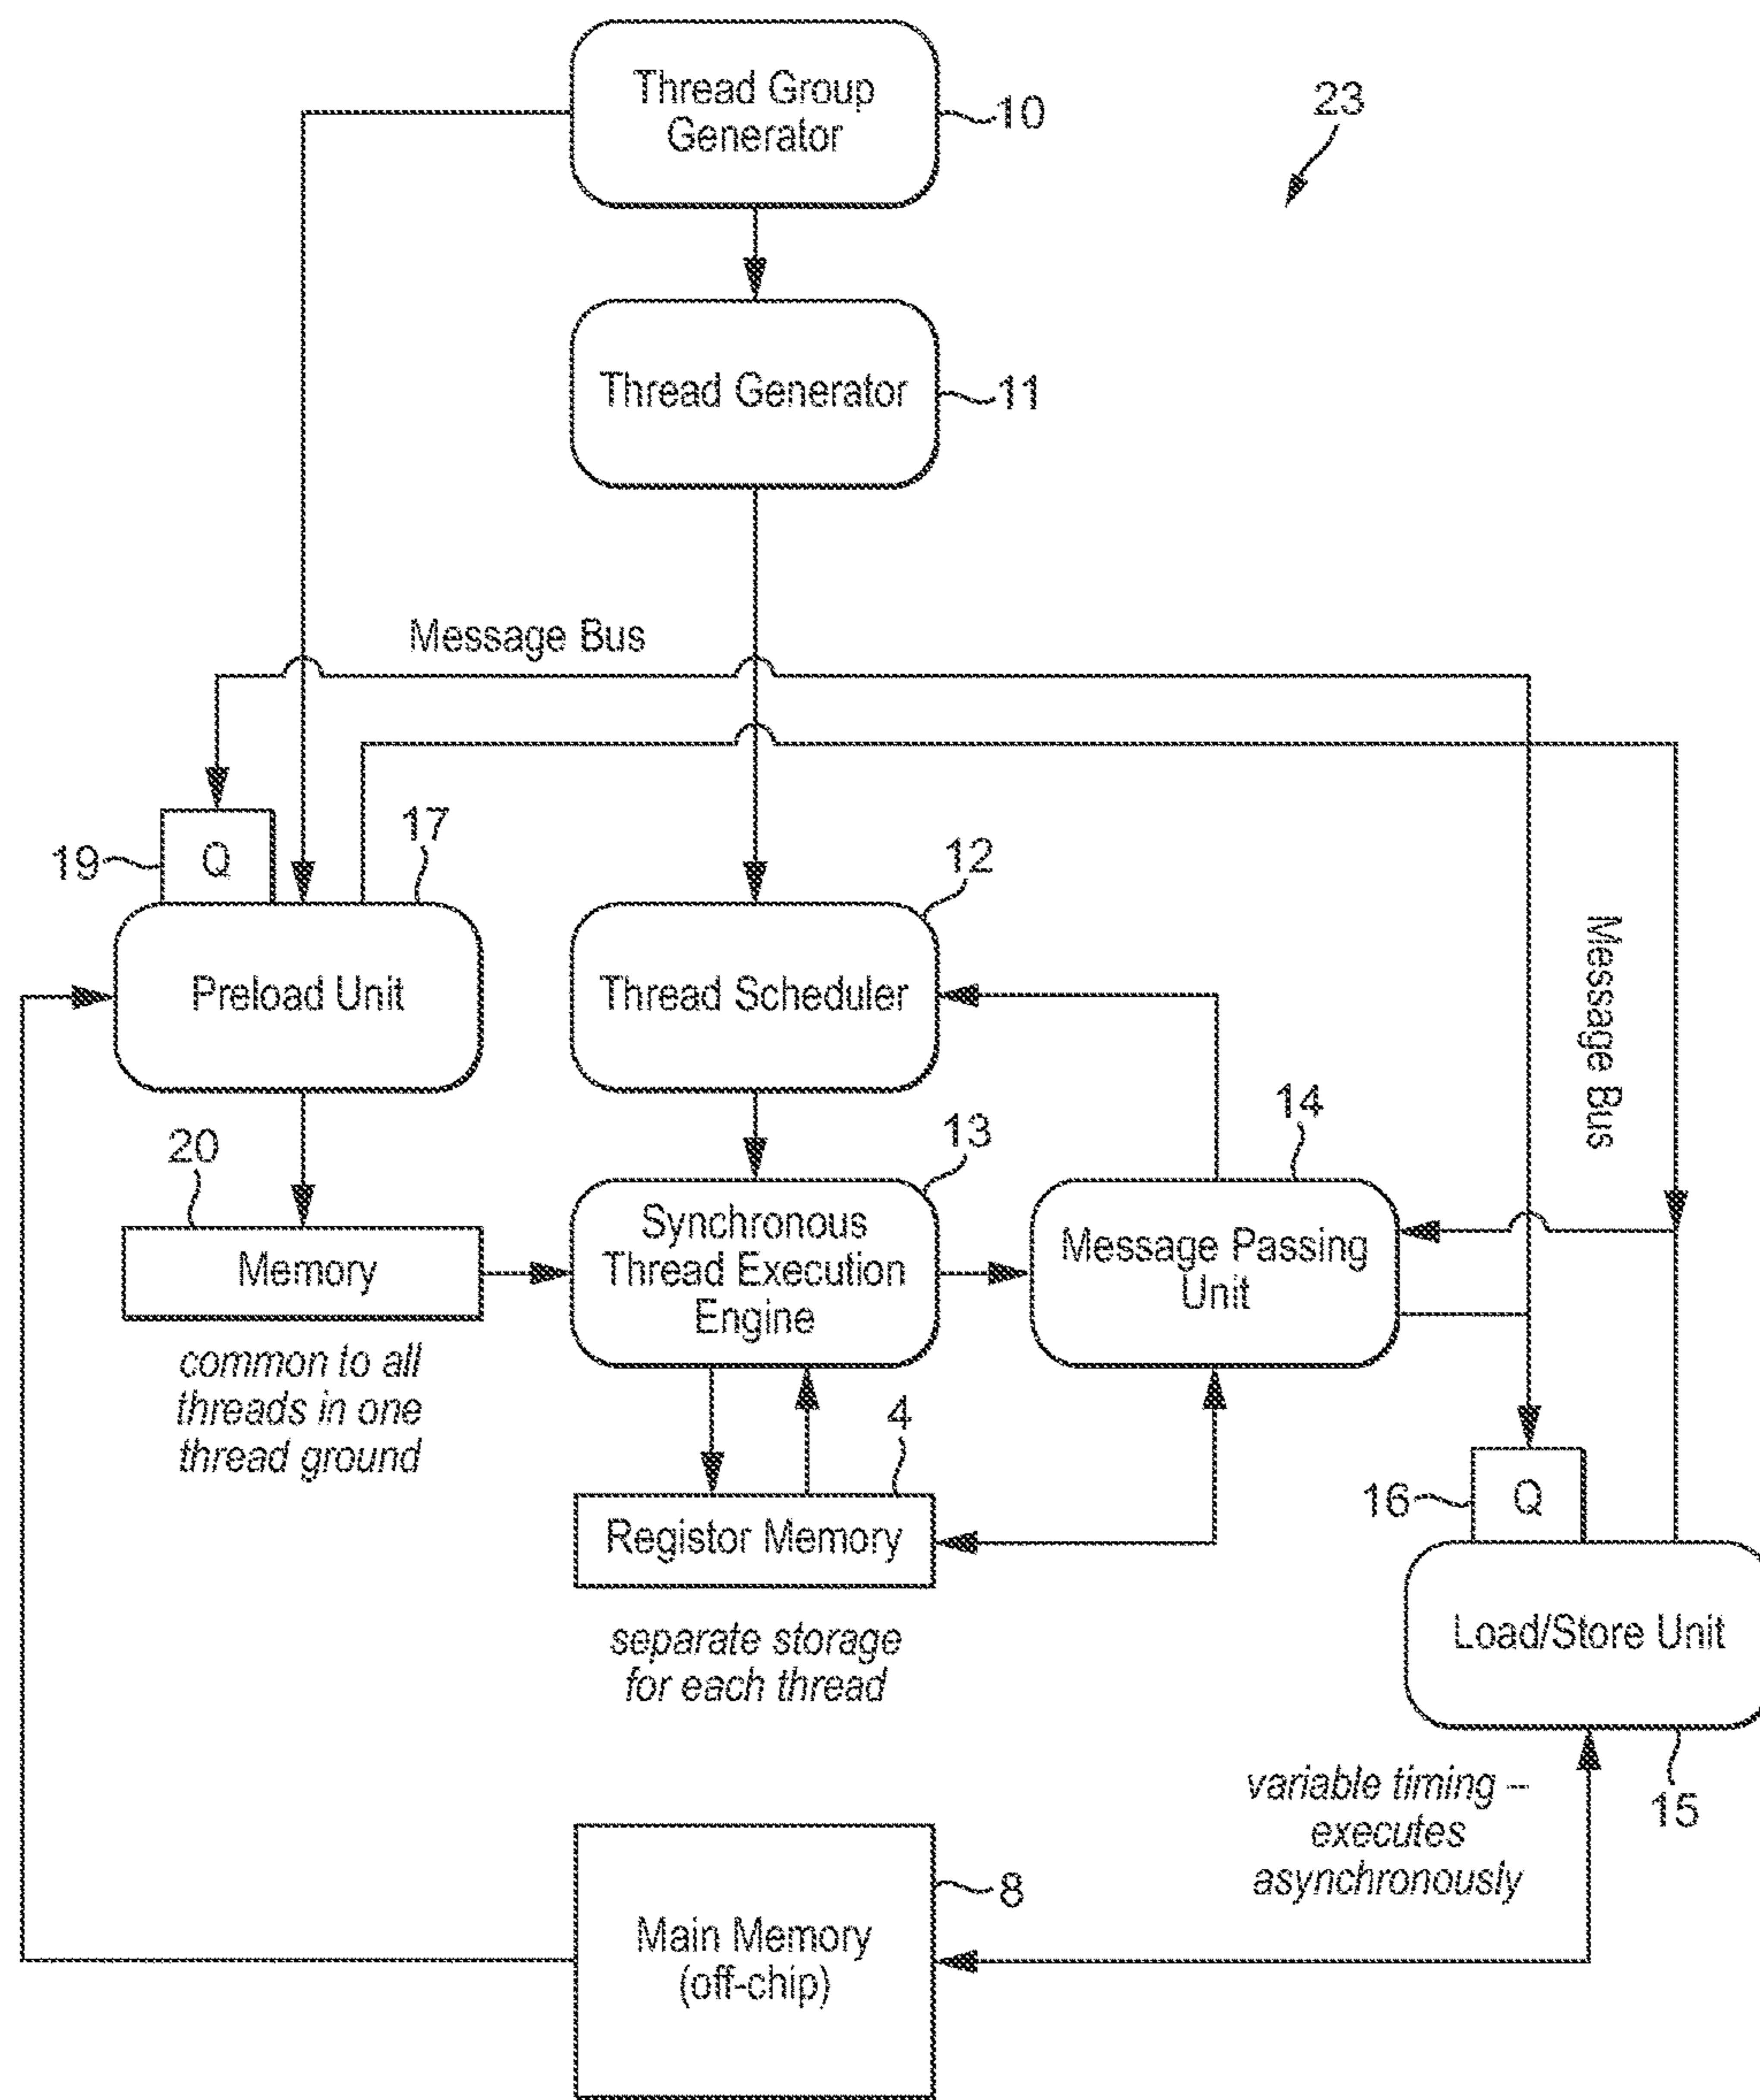 Thread Group
Generator
10
23
Thread Generator
11
Message Bus
19
Q
17
12
Preload Unit
Thread Scheduler
Message Bus
20
13
14
Memory
Synchronous
Thread Execution
Engine
Message Passing
Unit
common to all
threads in one
thread ground
4
Registor Memory
16
Q
separate storage
for each thread
Load/Store Unit
variable timing –
executes
asynchronously
15
Main Memory
(off-chip)
8